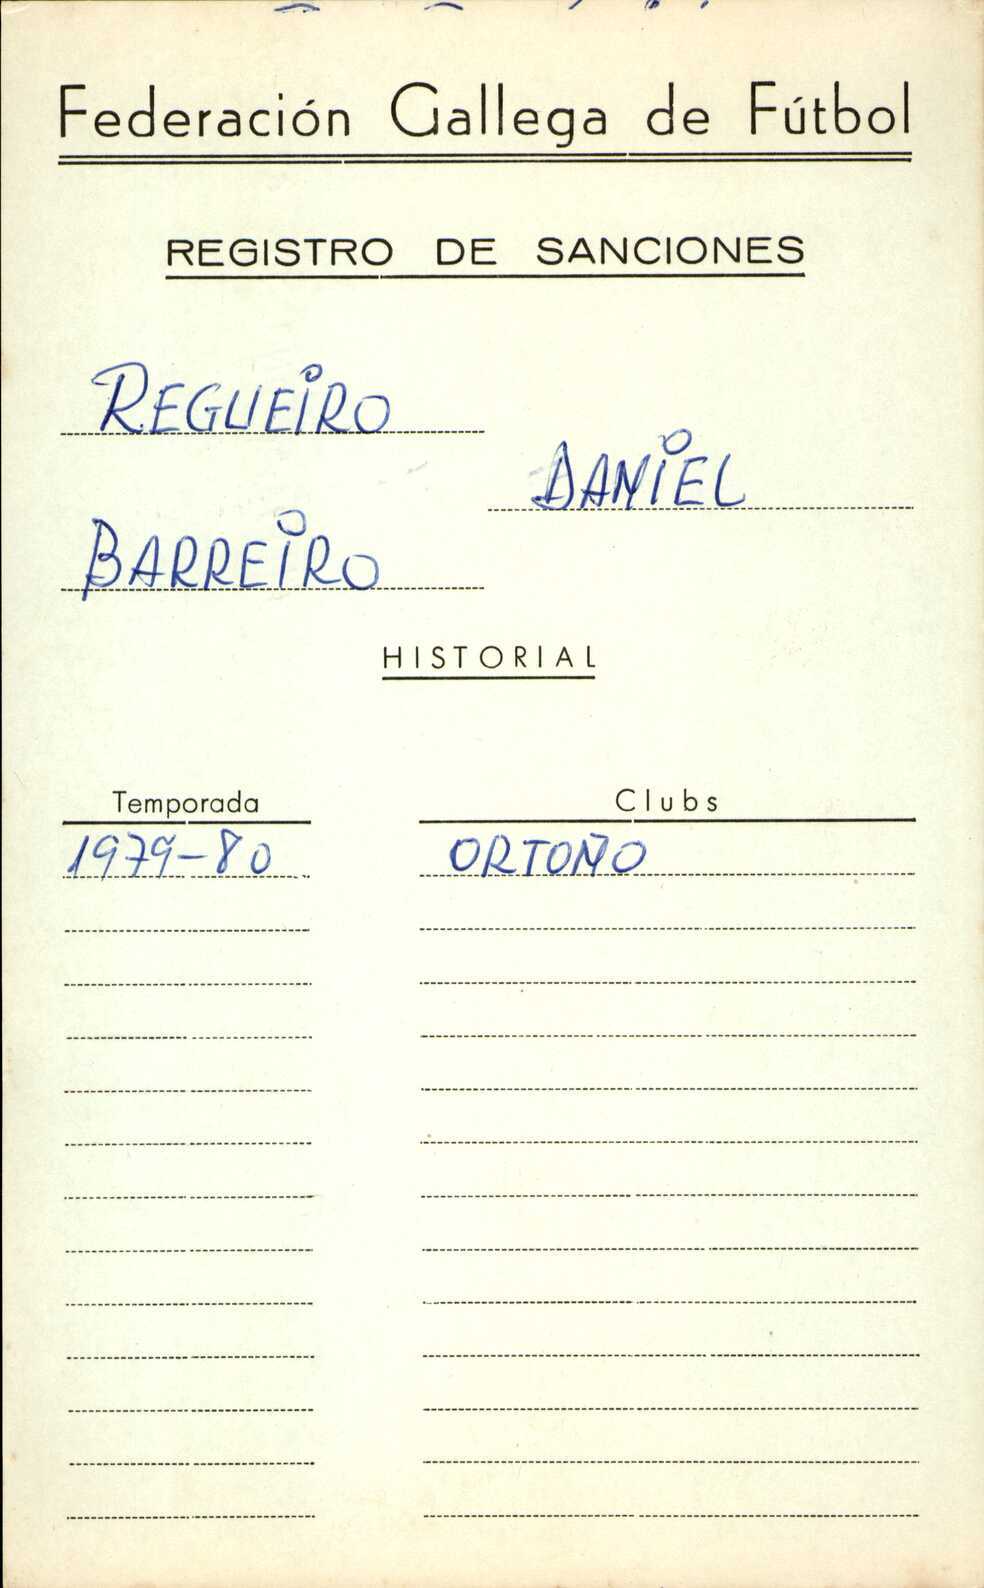 Federación Gallega de Fútbol
REGISTRO DE SANCIONES
REGUEIRO
DANIEL
BARREIRO
HISTORIAL
Temporada Clubs
1979-80 ORTOÑO